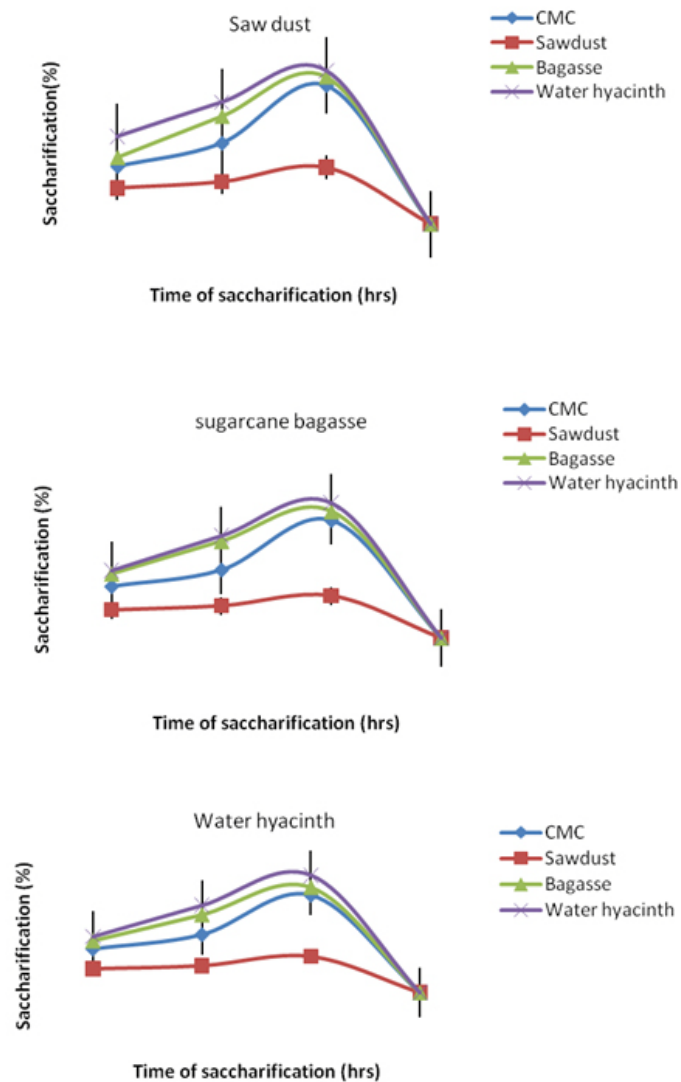 Saw dust
CMC
Sawdust
Bagasse
Water hyacinth
Saccharification(%)
Time of saccharification (hrs)
sugarcane bagasse
CMC
Sawdust
Bagasse
Water hyacinth
Saccharification (%)
Time of saccharification (hrs)
Water hyacinth
CMC
Sawdust
Bagasse
Water hyacinth
Saccharification (%)
Time of saccharification (hrs)